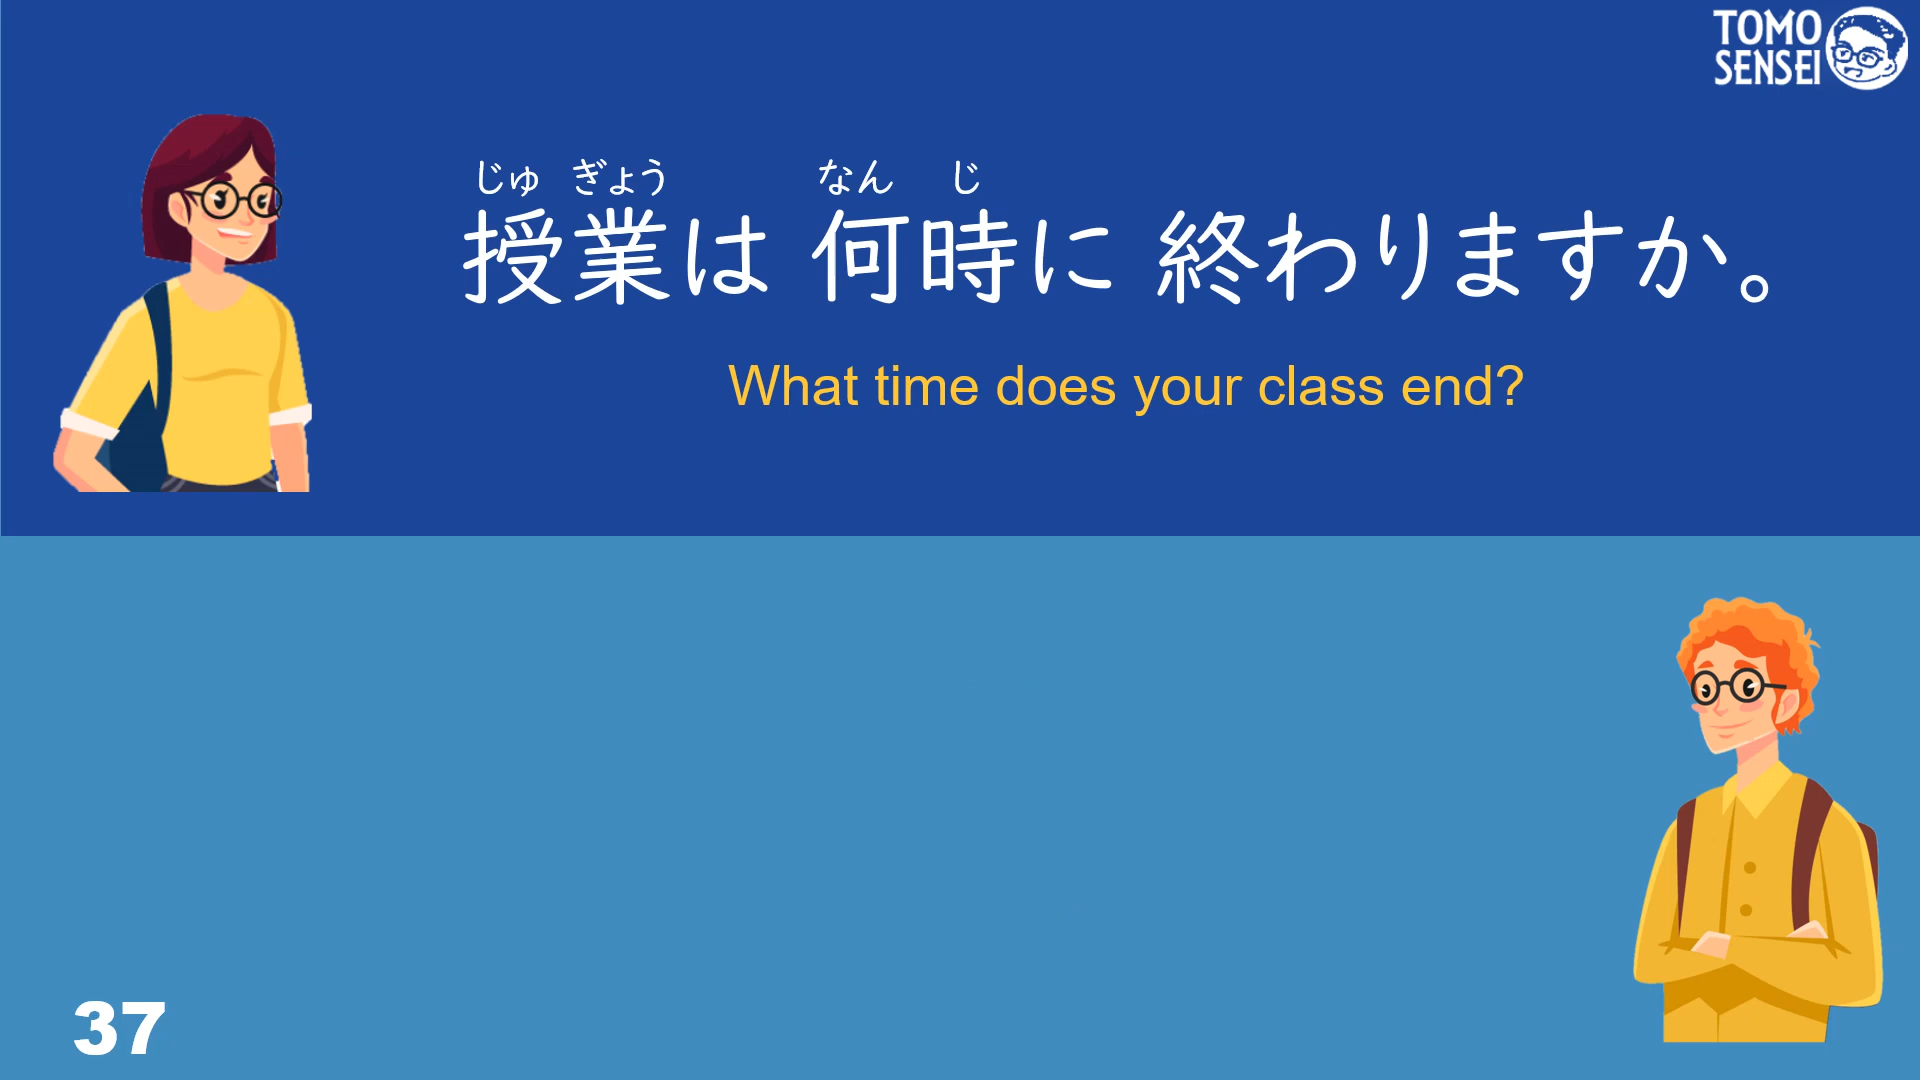 TOMO
SENSEI
じゅ ぎょう なん じ
授業は 何時に 終わりますか。
What time does your class end?
37